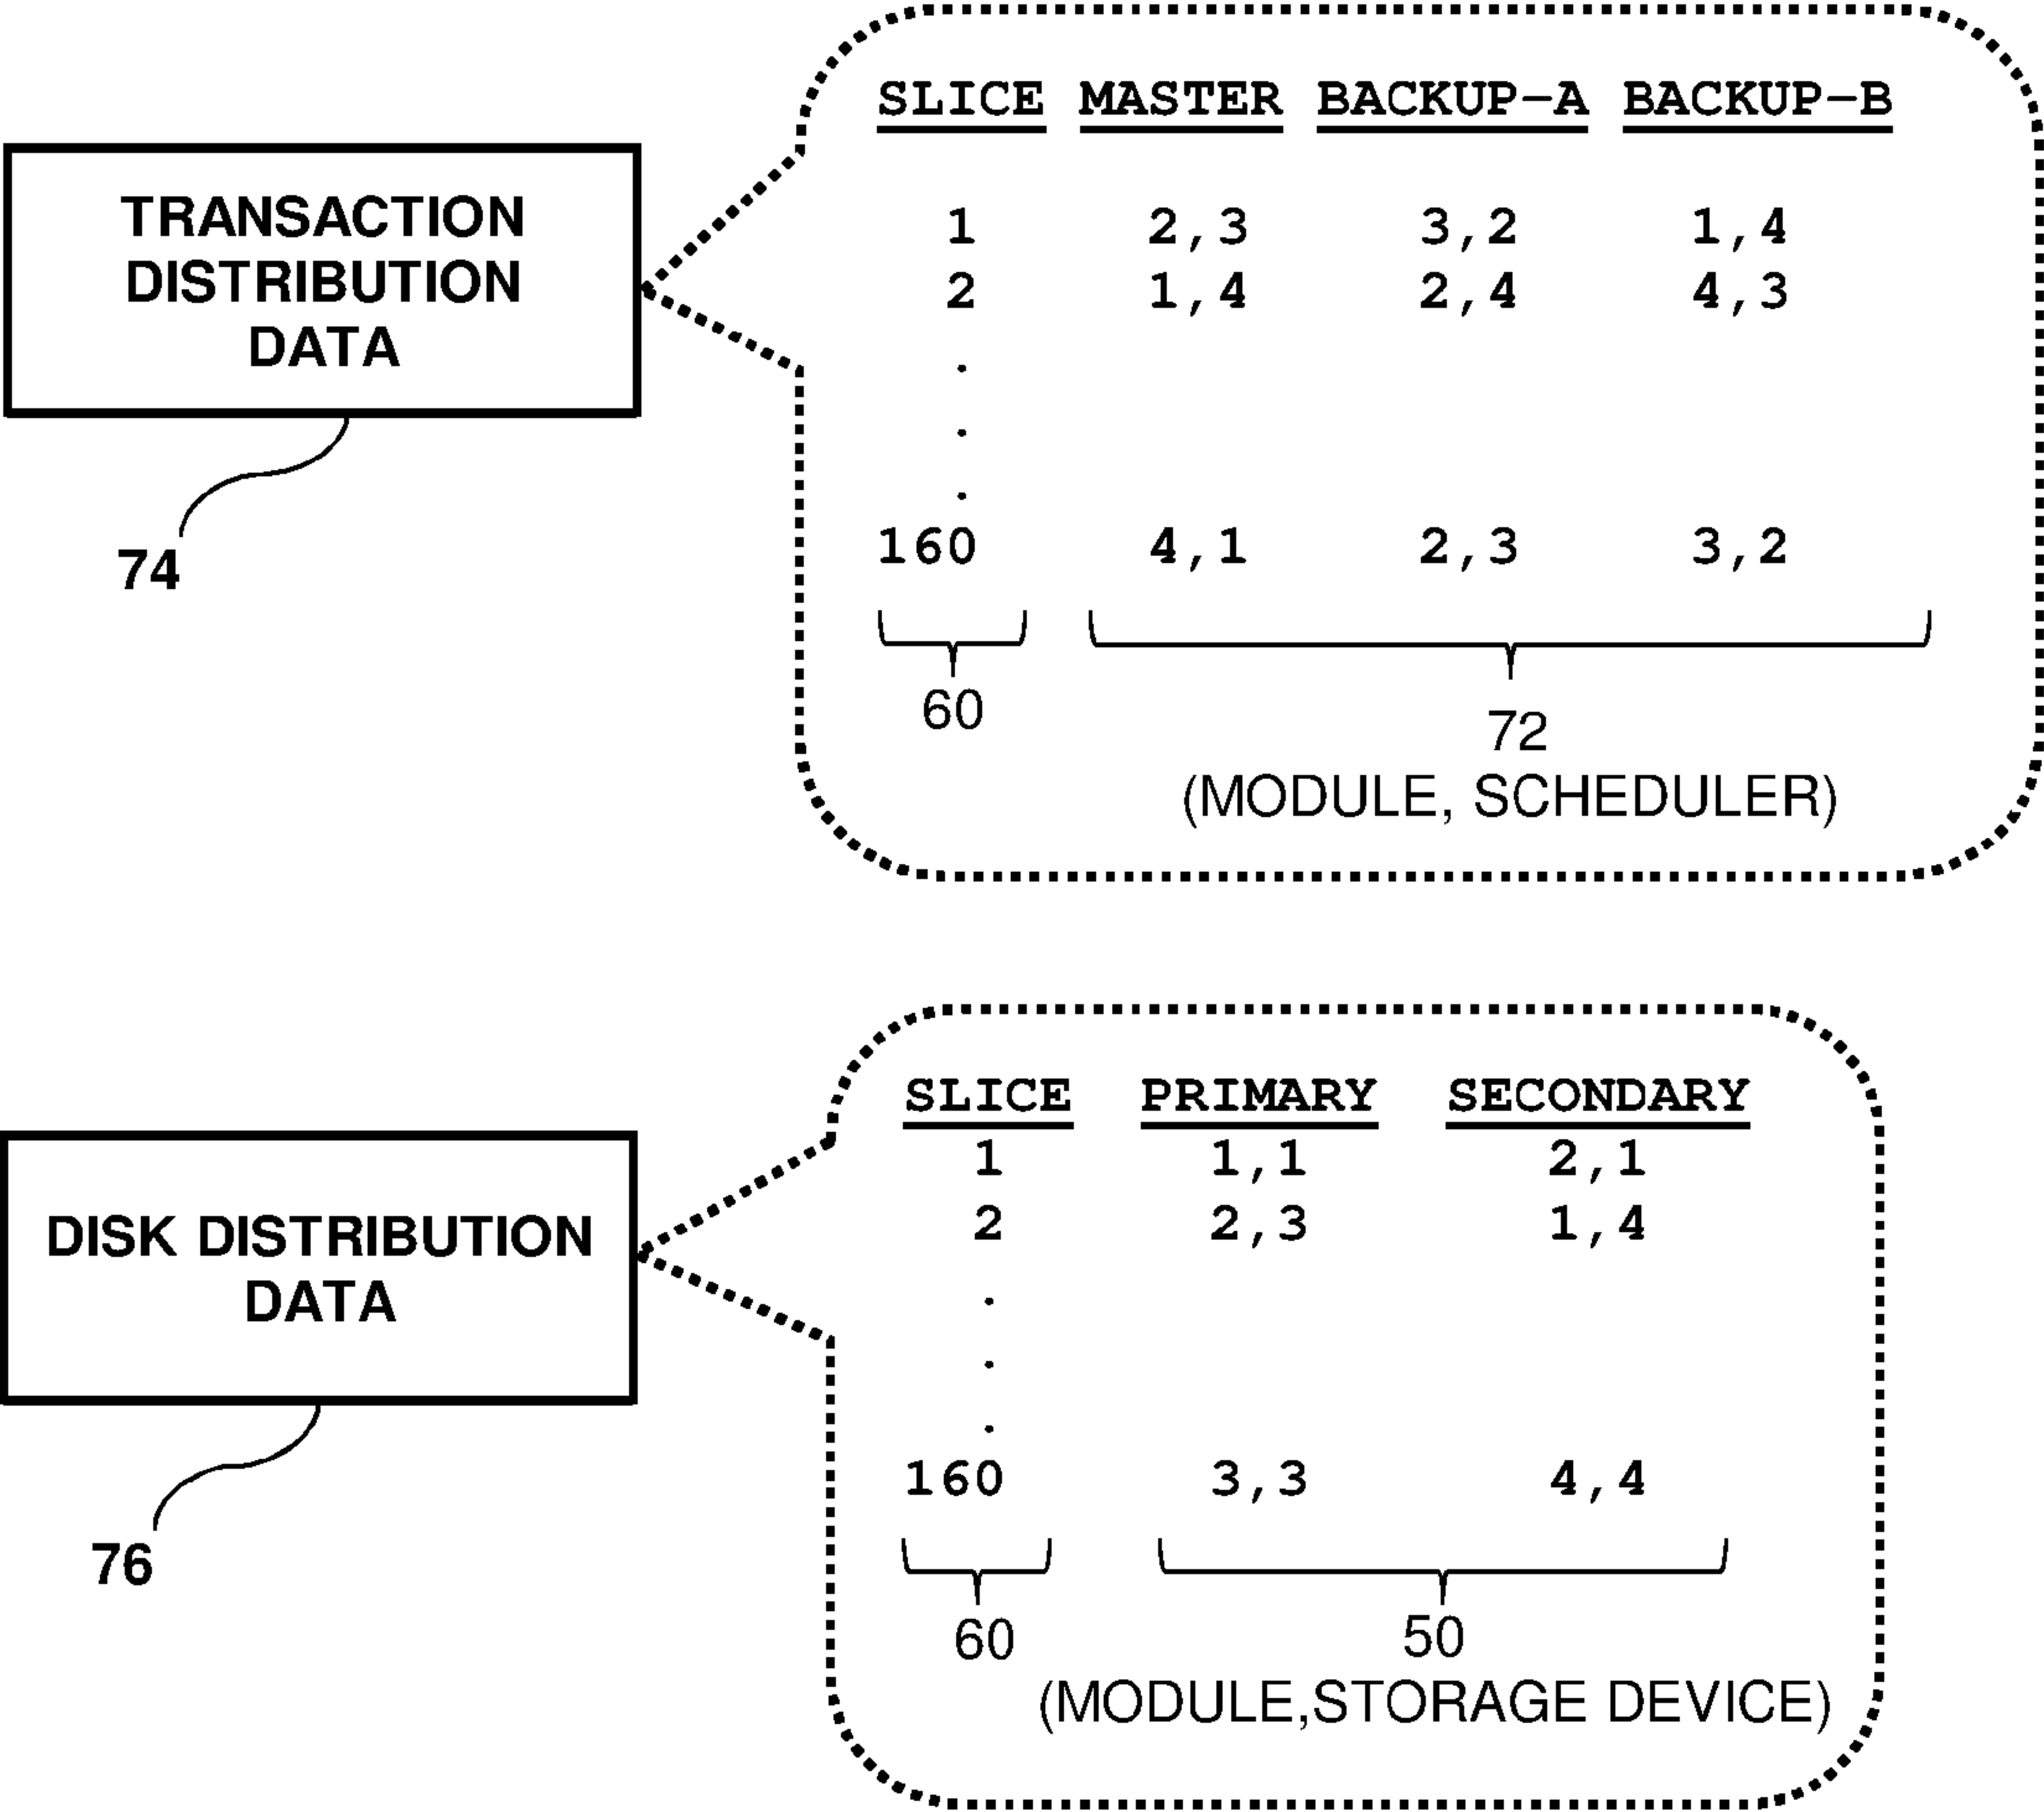 SLICE MASTER BACKUP-A BACKUP-B
TRANSACTION
DISTRIBUTION
DATA
1 2,3 3,2 1,4
2 1,4 2,4 4,3
.
.
.
160 4,1 2,3 3,2
74
60
72
(MODULE, SCHEDULER)
SLICE PRIMARY SECONDARY
DISK DISTRIBUTION
DATA
1 1,1 2,1
2 2,3 1,4
.
.
.
160 3,3 4,4
76
60
50
(MODULE,STORAGE DEVICE)